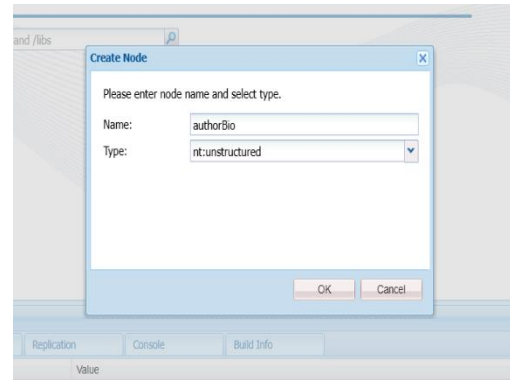 and /libs
Create Node
Please enter node name and select type.
Name: authorBio
Type: nt:unstructured
OK Cancel
Replication Console Build Info
Value